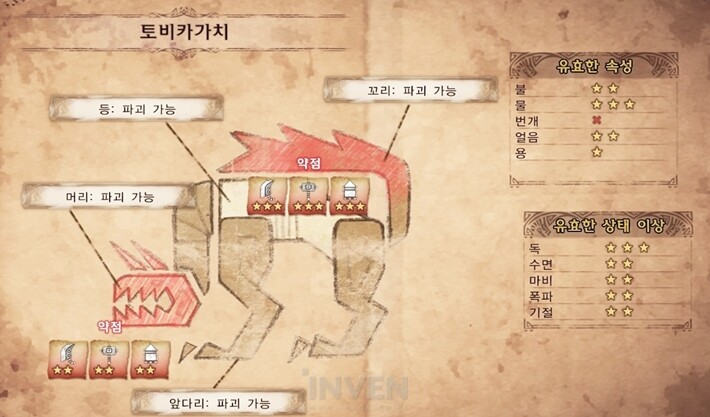 토비카가치
등: 파괴 가능
꼬리: 파괴 가능
머리: 파괴 가능
약점
약점
앞다리: 파괴 가능
유효한 속성
불
물
번개
얼음
용
유효한 상태 이상
독
수면
마비
폭파
기절
INVEN